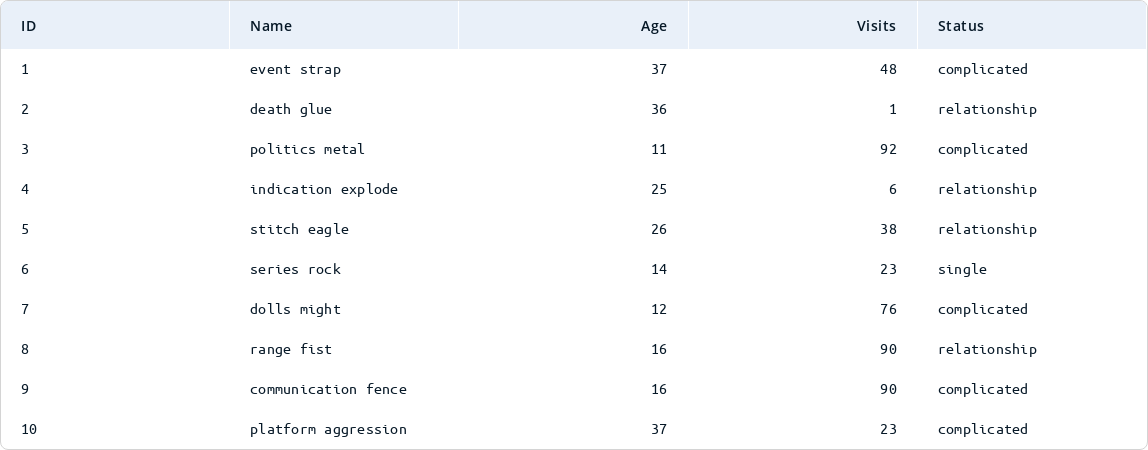 ID Name Age Visits Status
1 event strap 37 48 complicated
2 death glue 36 1 relationship
3 politics metal 11 92 complicated
4 indication explode 25 6 relationship
5 stitch eagle 26 38 relationship
6 series rock 14 23 single
7 dolls might 12 76 complicated
8 range fist 16 90 relationship
9 communication fence 16 90 complicated
10 platform aggression 37 23 complicated